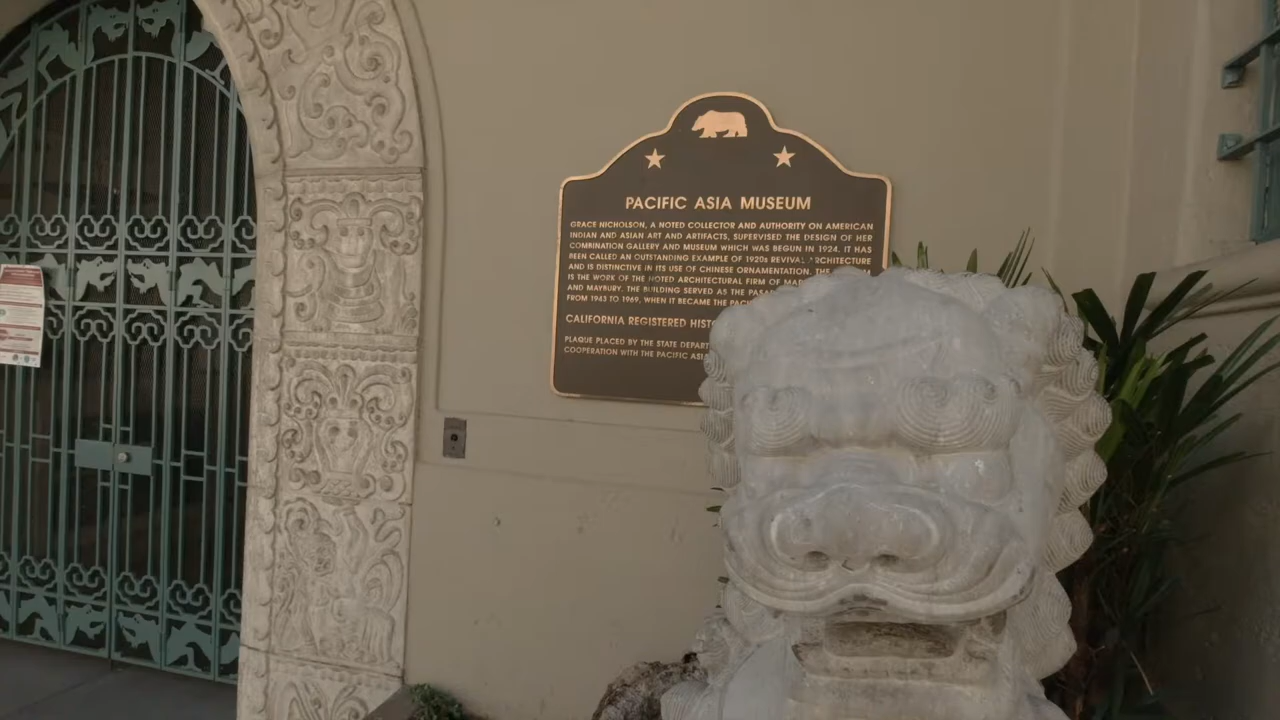 PACIFIC ASIA MUSEUM
GRACE NICHOLSON, A NOTED COLLECTOR AND AUTHORITY ON AMERICAN
INDIAN AND ASIAN ART AND ARTIFACTS, SUPERVISED THE DESIGN OF HER
COMBINATION GALLERY AND MUSEUM WHICH WAS BEGUN IN 1924. IT HAS
BEEN CALLED AN OUTSTANDING EXAMPLE OF 1920s REVIVAL ARCHITECTURE
AND IS DISTINCTIVE IN ITS USE OF CHINESE ORNAMENTATION. THE
IS THE WORK OF THE NOTED ARCHITECTURAL FIRM OF
AND MAYBURY. THE BUILDING SERVED AS THE
FROM 1943 TO 1969, WHEN IT BECAME THE
CALIFORNIA REGISTERED
PLAQUE PLACED BY THE STATE
COOPERATION WITH THE PACIFIC